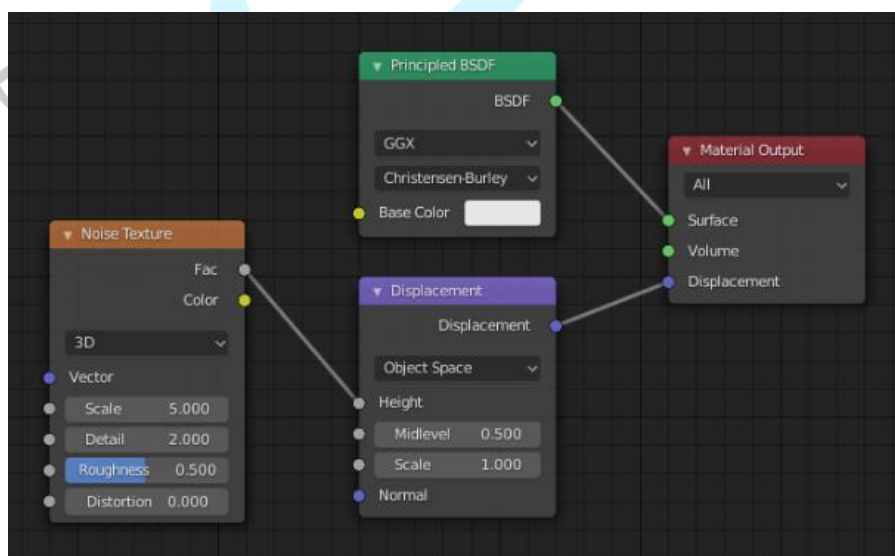 Principled BSDF
BSDF
GGX
Christensen-Burley
Base Color
Material Output
All
Surface
Volume
Displacement
Noise Texture
Fac
Color
3D
Vector
Scale 5.000
Detail 2.000
Roughness 0.500
Distortion 0.000
Displacement
Displacement
Object Space
Height
Midlevel 0.500
Scale 1.000
Normal